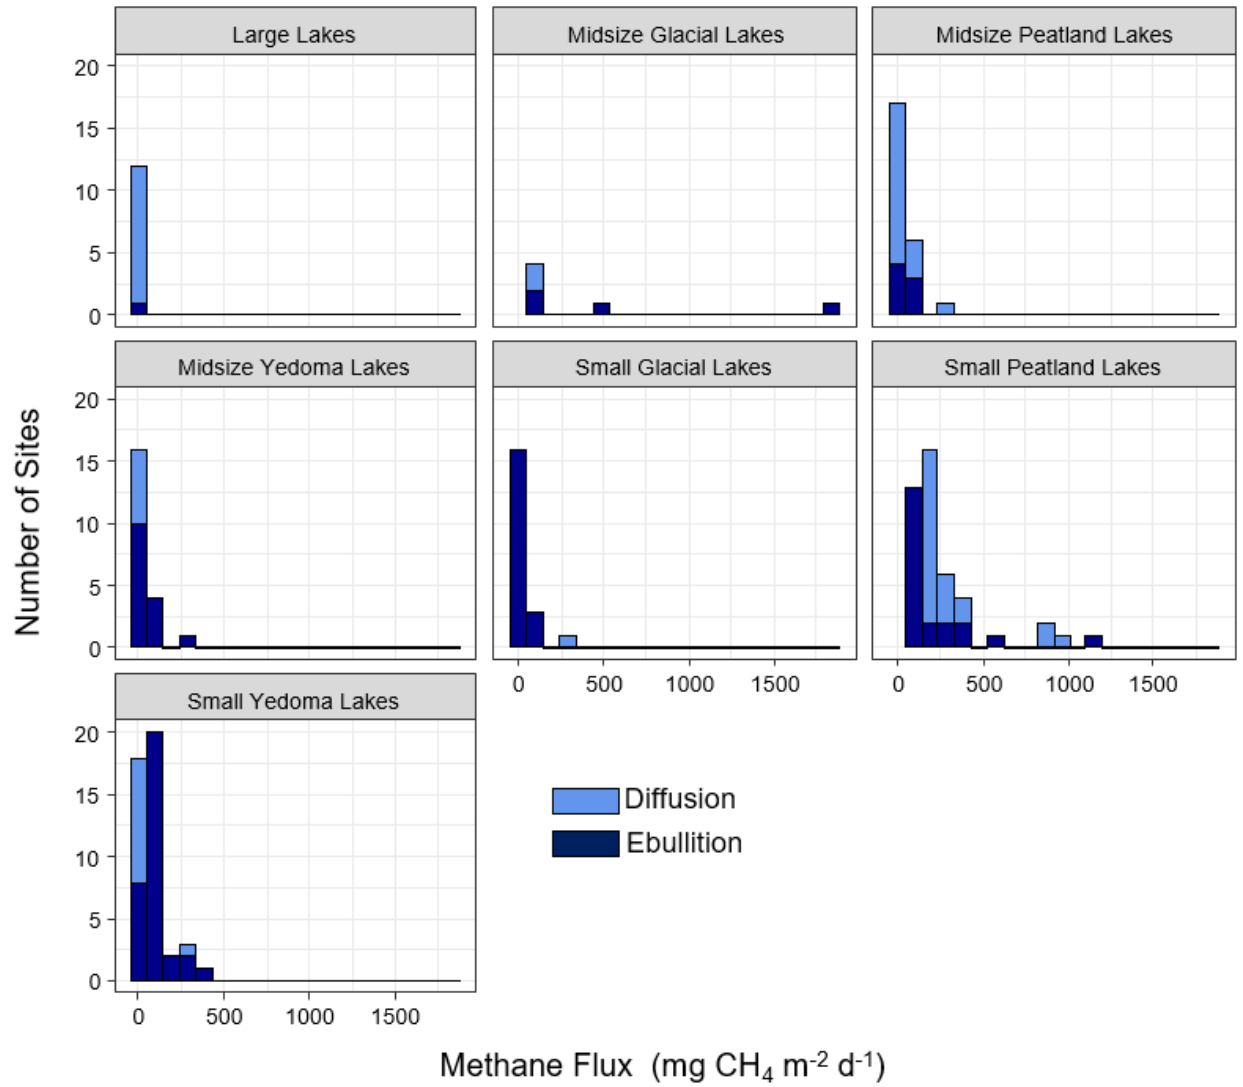 Large Lakes
Midsize Glacial Lakes
Midsize Peatland Lakes
20
15
10
5
0
Midsize Yedoma Lakes
Small Glacial Lakes
Small Peatland Lakes
20
15
10
5
0
0 500 1000 1500
0 500 1000 1500
Small Yedoma Lakes
20
15
10
5
0
0 500 1000 1500
Diffusion
Ebullition
Number of Sites
Methane Flux (mg CH₄ m⁻² d⁻¹)